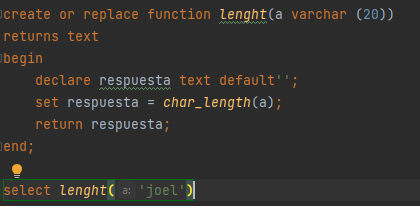 create or replace function lenght(a varchar (20))
returns text
begin
    declare respuesta text default'';
    set respuesta = char_length(a);
    return respuesta;
end;
select lenght( a: 'joel')